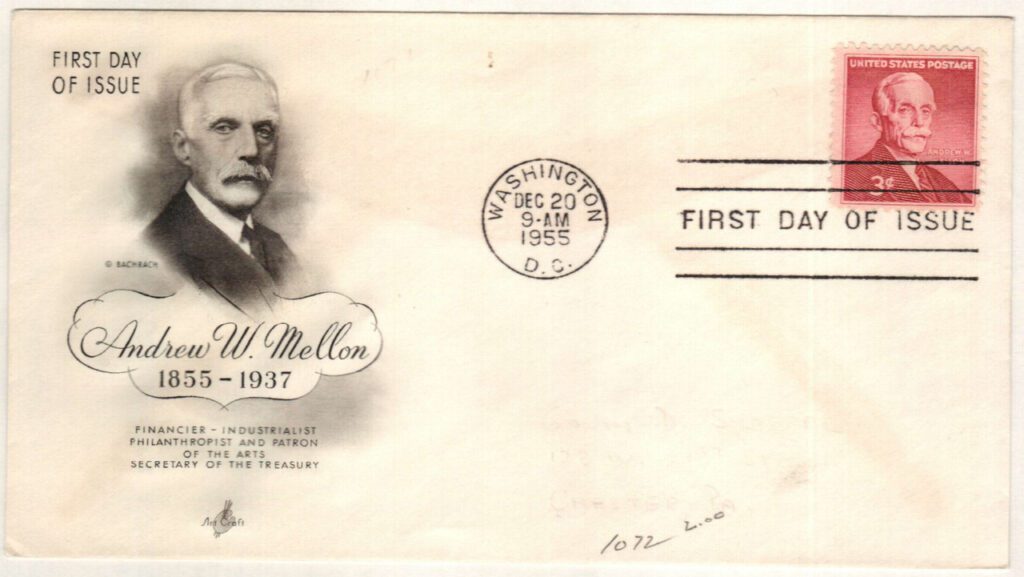 FIRST DAY
OF ISSUE
UNITED STATES POSTAGE
ANDREW W.
3¢
WASHINGTON
DEC 20
9-AM
1955
D.C.
FIRST DAY OF ISSUE
© BACHRACH
Andrew W. Mellon
1855 - 1937
FINANCIER - INDUSTRIALIST
PHILANTHROPIST AND PATRON
OF THE ARTS
SECRETARY OF THE TREASURY
Art Craft
1072 2.00